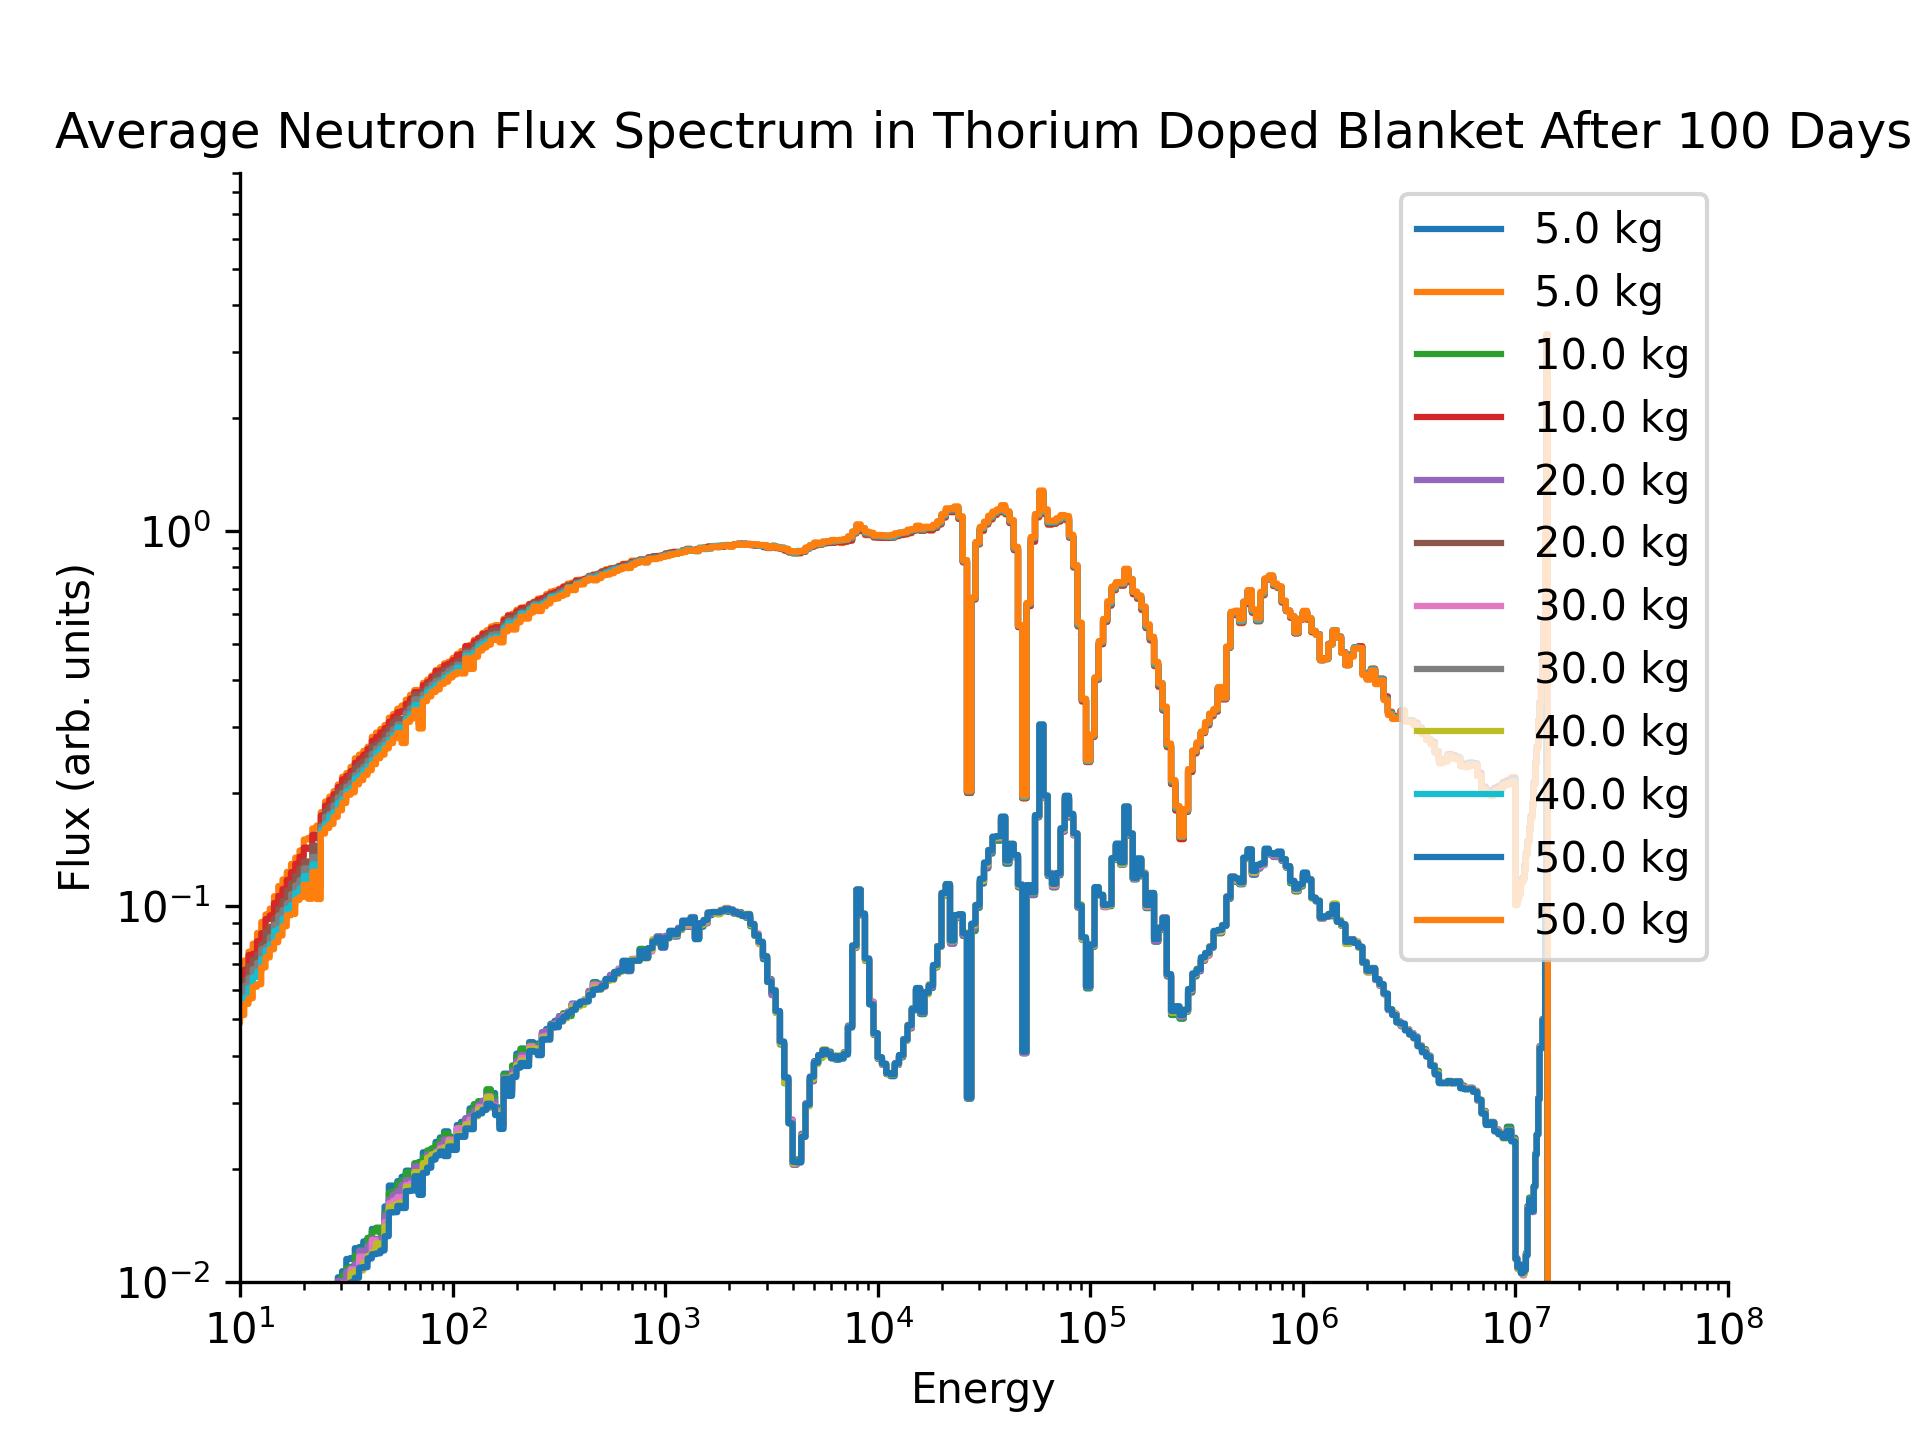 Average Neutron Flux Spectrum in Thorium Doped Blanket After 100 Days
5.0 kg
5.0 kg
10.0 kg
10.0 kg
20.0 kg
20.0 kg
30.0 kg
30.0 kg
40.0 kg
40.0 kg
50.0 kg
50.0 kg
Flux (arb. units)
10⁰
10⁻¹
10⁻²
10¹ 10² 10³ 10⁴ 10⁵ 10⁶ 10⁷ 10⁸
Energy